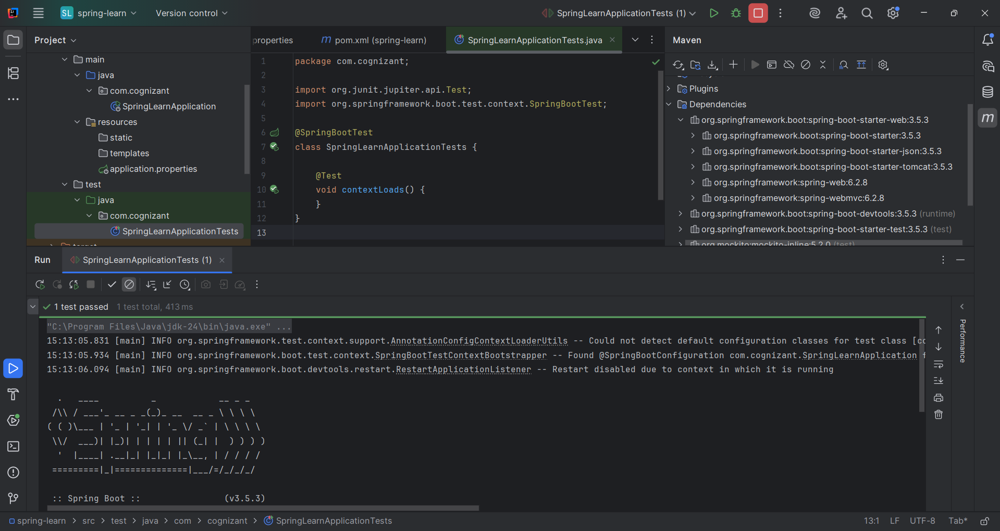 SL spring-learn Version control SpringLearnApplicationTests (1)
Project
main
java
com.cognizant
SpringLearnApplication
resources
static
templates
application.properties
test
java
com.cognizant
SpringLearnApplicationTests
target
properties m pom.xml (spring-learn) SpringLearnApplicationTests.java
1 package com.cognizant;
2
3 import org.junit.jupiter.api.Test;
4 import org.springframework.boot.test.context.SpringBootTest;
5
6 @SpringBootTest
7 class SpringLearnApplicationTests {
8
9 @Test
10 void contextLoads() {
11 }
12 }
13
Maven
Plugins
Dependencies
org.springframework.boot:spring-boot-starter-web:3.5.3
org.springframework.boot:spring-boot-starter:3.5.3
org.springframework.boot:spring-boot-starter-json:3.5.3
org.springframework.boot:spring-boot-starter-tomcat:3.5.3
org.springframework:spring-web:6.2.8
org.springframework:spring-webmvc:6.2.8
org.springframework.boot:spring-boot-devtools:3.5.3 (runtime)
org.springframework.boot:spring-boot-starter-test:3.5.3 (test)
org.mockito:mockito-inline:5.2.0 (test)
m
Run SpringLearnApplicationTests (1)
1 test passed 1 test total, 413 ms
"C:\Program Files\Java\jdk-24\bin\java.exe" ...
15:13:05.831 [main] INFO org.springframework.test.context.support.AnnotationConfigContextLoaderUtils -- Could not detect default configuration classes for test class [co
15:13:05.934 [main] INFO org.springframework.boot.test.context.SpringBootTestContextBootstrapper -- Found @SpringBootConfiguration com.cognizant.SpringLearnApplication f
15:13:06.094 [main] INFO org.springframework.boot.devtools.restart.RestartApplicationListener -- Restart disabled due to context in which it is running
  .   ____          _            __ _ _
 /\\ / ___'_ __ _ _(_)_ __  __ _ \ \ \ \
( ( )\___ | '_ | '_| | '_ \/ _` | \ \ \ \
 \\/  ___)| |_)| | | | | || (_| |  ) ) ) )
  '  |____| .__|_| |_|_| |_\__, | / / / /
 =========|_|==============|___/=/_/_/_/
:: Spring Boot :: (v3.5.3)
Performance
spring-learn > src > test > java > com > cognizant > SpringLearnApplicationTests 13:1 LF UTF-8 Tab*